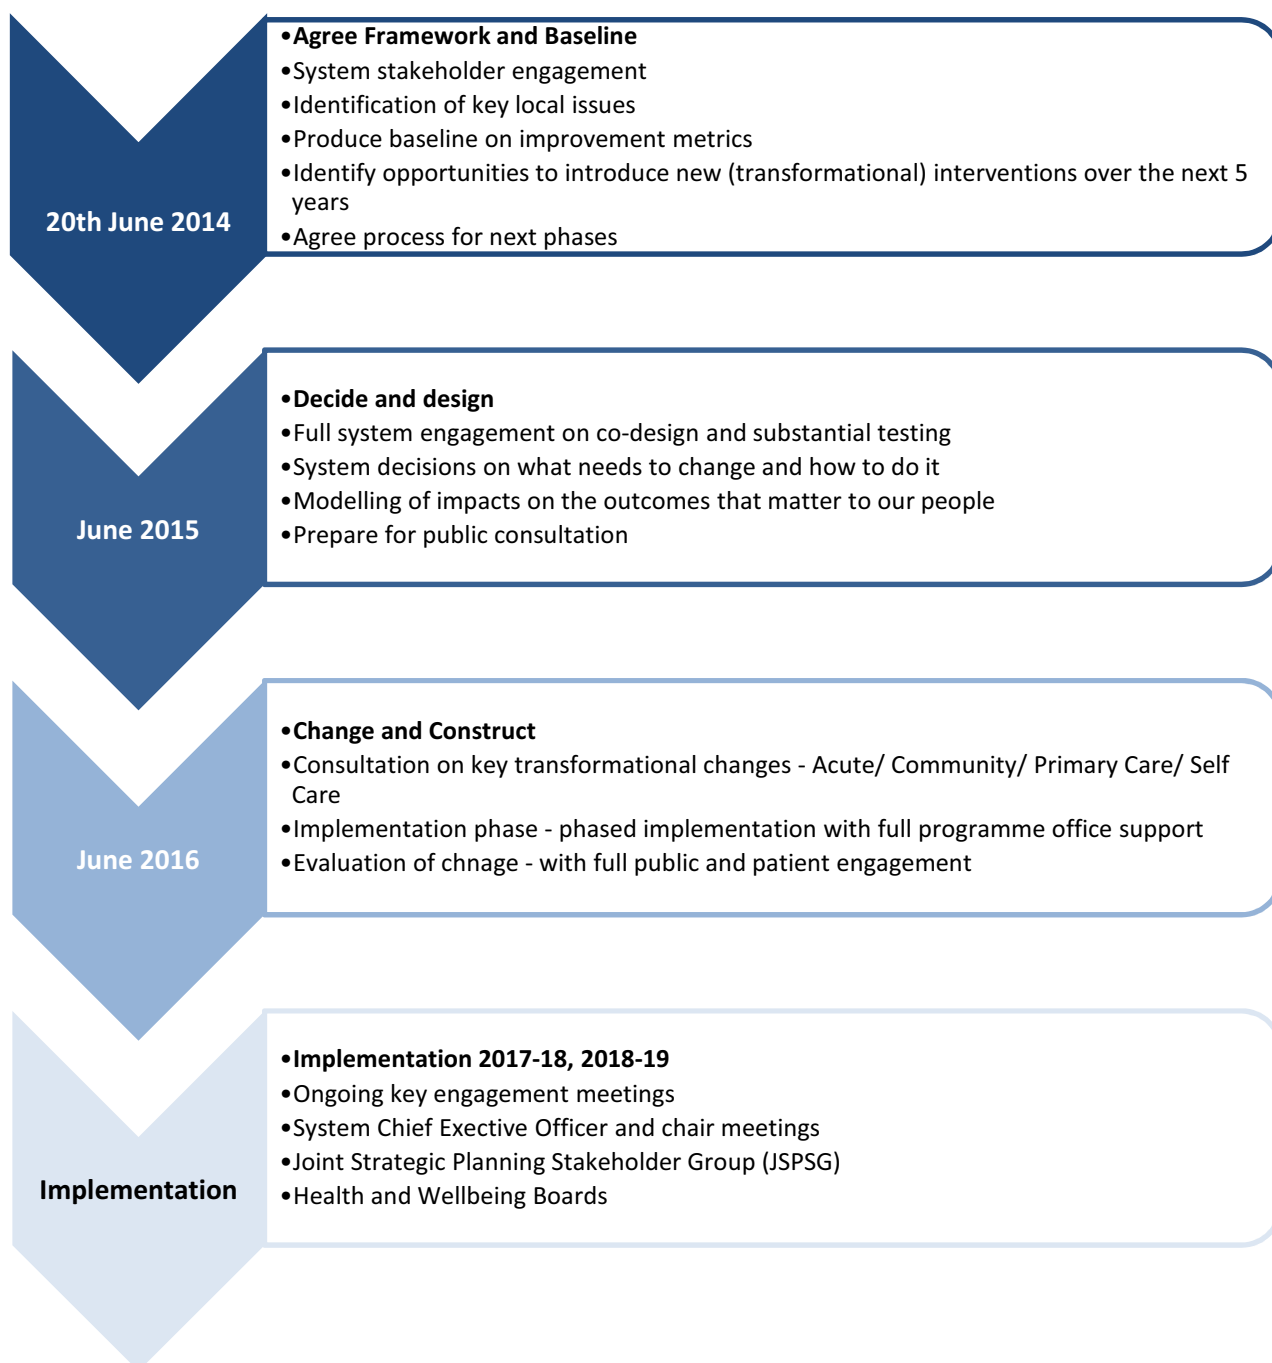 20th June 2014
•Agree Framework and Baseline
•System stakeholder engagement
•Identification of key local issues
•Produce baseline on improvement metrics
•Identify opportunities to introduce new (transformational) interventions over the next 5
years
•Agree process for next phases
June 2015
•Decide and design
•Full system engagement on co-design and substantial testing
•System decisions on what needs to change and how to do it
•Modelling of impacts on the outcomes that matter to our people
•Prepare for public consultation
June 2016
•Change and Construct
•Consultation on key transformational changes - Acute/ Community/ Primary Care/ Self
Care
•Implementation phase - phased implementation with full programme office support
•Evaluation of chnage - with full public and patient engagement
Implementation
•Implementation 2017-18, 2018-19
•Ongoing key engagement meetings
•System Chief Exective Officer and chair meetings
•Joint Strategic Planning Stakeholder Group (JSPSG)
•Health and Wellbeing Boards